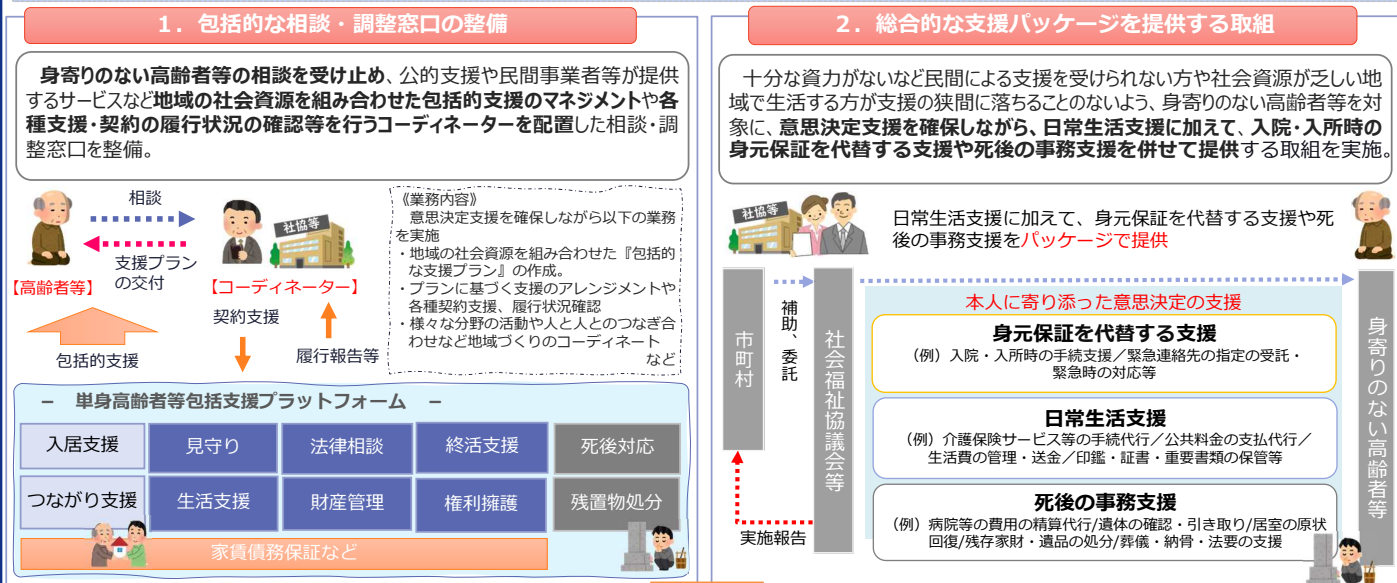 1．包括的な相談・調整窓口の整備
身寄りのない高齢者等の相談を受け止め、公的支援や民間事業者等が提供
するサービスなど地域の社会資源を組み合わせた包括的支援のマネジメントや各
種支援・契約の履行状況の確認等を行うコーディネーターを配置した相談・調
整窓口を整備。
相談
支援プラン
の交付
社協等
【高齢者等】
【コーディネーター】
契約支援
履行報告等
包括的支援
《業務内容》
意思決定支援を確保しながら以下の業務
を実施
・地域の社会資源を組み合わせた『包括的
な支援プラン』の作成。
・プランに基づく支援のアレンジメントや
各種契約支援、履行状況確認
・様々な分野の活動や人と人とのつなぎ合
わせなど地域づくりのコーディネート
など
－ 単身高齢者等包括支援プラットフォーム －
入居支援
見守り
法律相談
終活支援
死後対応
つながり支援
生活支援
財産管理
権利擁護
残置物処分
家賃債務保証など
2．総合的な支援パッケージを提供する取組
十分な資力がないなど民間による支援を受けられない方や社会資源が乏しい地
域で生活する方が支援の狭間に落ちることのないよう、身寄りのない高齢者等を対
象に、意思決定支援を確保しながら、日常生活支援に加えて、入院・入所時の
身元保証を代替する支援や死後の事務支援を併せて提供する取組を実施。
社協等
日常生活支援に加えて、身元保証を代替する支援や死
後の事務支援をパッケージで提供
市町村
補助、委託
社会福祉協議会等
実施報告
本人に寄り添った意思決定の支援
身元保証を代替する支援
（例）入院・入所時の手続支援／緊急連絡先の指定の受託・
緊急時の対応等
日常生活支援
（例）介護保険サービス等の手続代行／公共料金の支払代行／
生活費の管理・送金／印鑑・証書・重要書類の保管等
死後の事務支援
（例）病院等の費用の精算代行/遺体の確認・引き取り/居室の原状
回復/残存家財・遺品の処分/葬儀・納骨・法要の支援
身寄りのない高齢者等